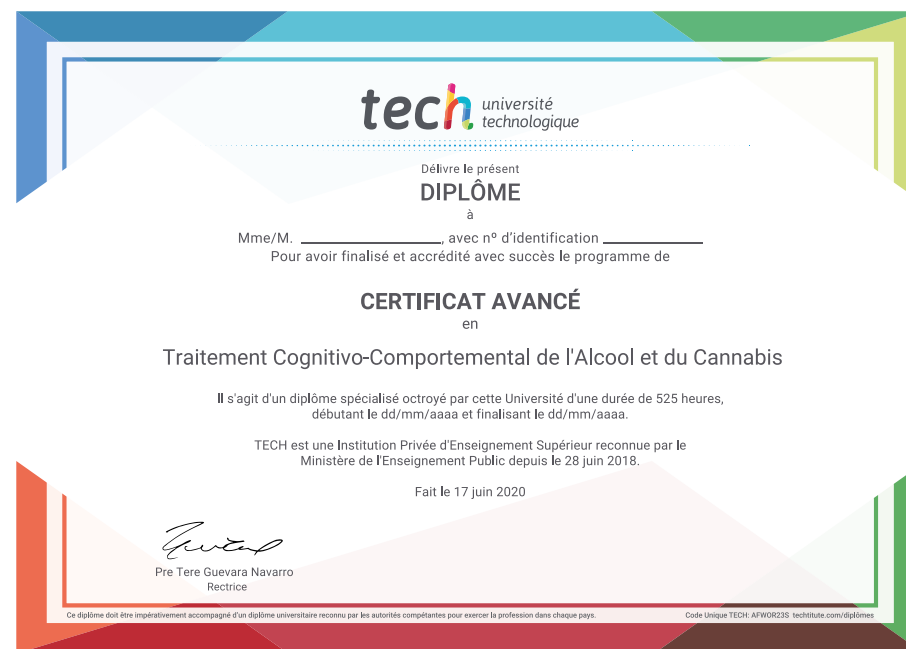 tech université
technologique
Délivre le présent
DIPLÔME
à
Mme/M. ____________________, avec nº d'identification ______________
Pour avoir finalisé et accrédité avec succès le programme de
CERTIFICAT AVANCÉ
en
Traitement Cognitivo-Comportemental de l'Alcool et du Cannabis
Il s'agit d'un diplôme spécialisé octroyé par cette Université d'une durée de 525 heures,
débutant le dd/mm/aaaa et finalisant le dd/mm/aaaa.
TECH est une Institution Privée d'Enseignement Supérieur reconnue par le
Ministère de l'Enseignement Public depuis le 28 juin 2018.
Fait le 17 juin 2020
Pre Tere Guevara Navarro
Rectrice
Ce diplôme doit être impérativement accompagné d'un diplôme universitaire reconnu par les autorités compétentes pour exercer la profession dans chaque pays.
Code Unique TECH: AFWOR23S techtitute.com/diplômes